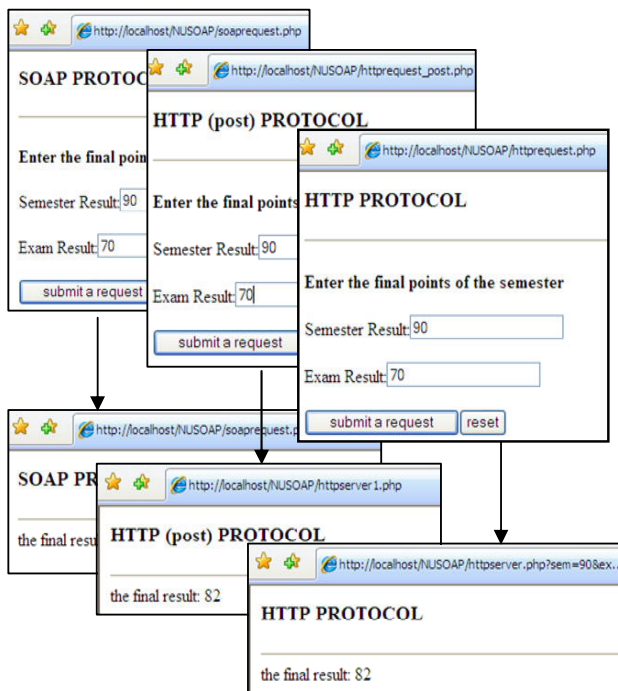 http://localhost/NUSOAP/soaprequest.php
SOAP PROTOC
Enter the final poin
Semester Result: 90
Exam Result: 70
submit a request
http://localhost/NUSOAP/httprequest_post.php
HTTP (post) PROTOCOL
Enter the final points
Semester Result: 90
Exam Result: 70
submit a request
http://localhost/NUSOAP/httprequest.php
HTTP PROTOCOL
Enter the final points of the semester
Semester Result: 90
Exam Result: 70
submit a request reset
http://localhost/NUSOAP/soaprequest.p
SOAP PR
the final resu
http://localhost/NUSOAP/httpserver1.php
HTTP (post) PROTOCOL
the final result: 82
http://localhost/NUSOAP/httpserver.php?sem=90&ex..
HTTP PROTOCOL
the final result: 82